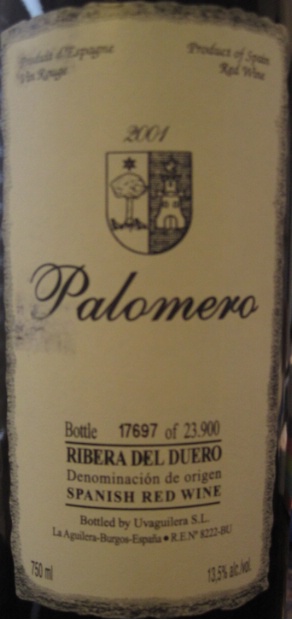 Produit d'Espagne
Vin Rouge
Product of Spain
Red Wine
2001
Palomero
Bottle 17697 of 23.900
RIBERA DEL DUERO
Denominación de origen
SPANISH RED WINE
Bottled by Uvaguilera S.L.
La Aguilera-Burgos-España • R.E.Nº 8222-BU
750 ml
13,5% alc./vol.